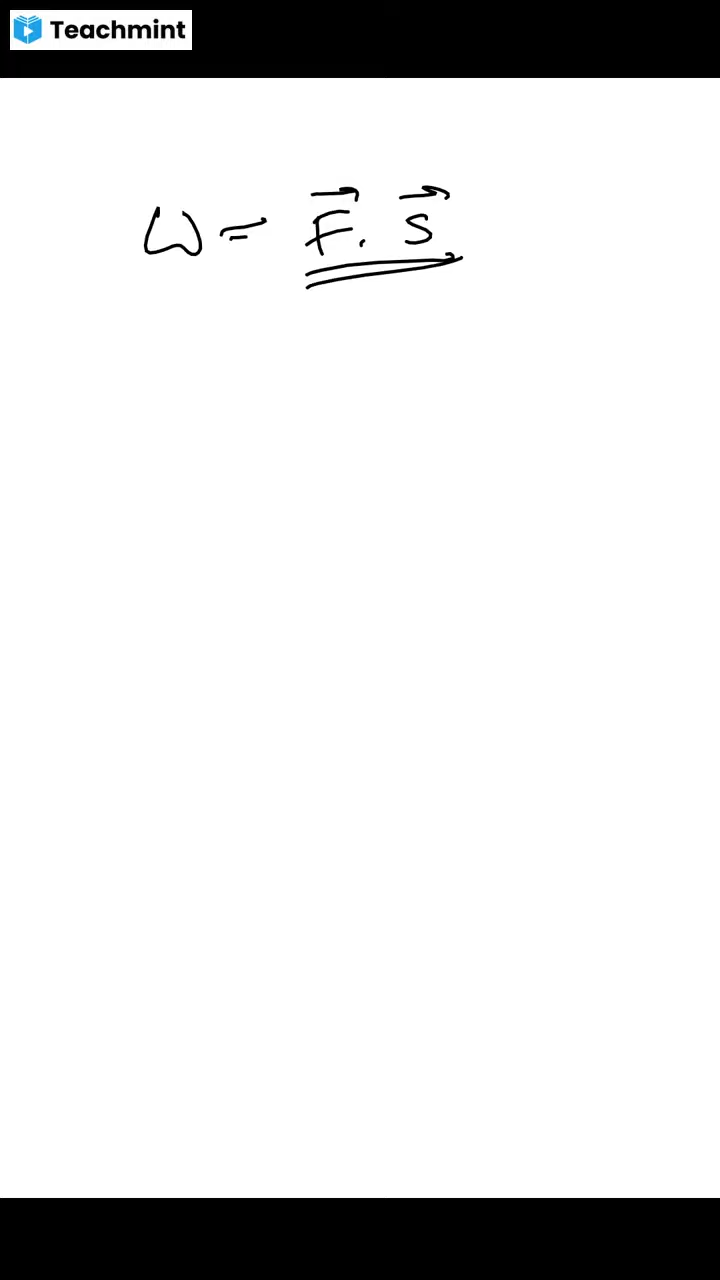 Teachmint
W = F⃗. S⃗